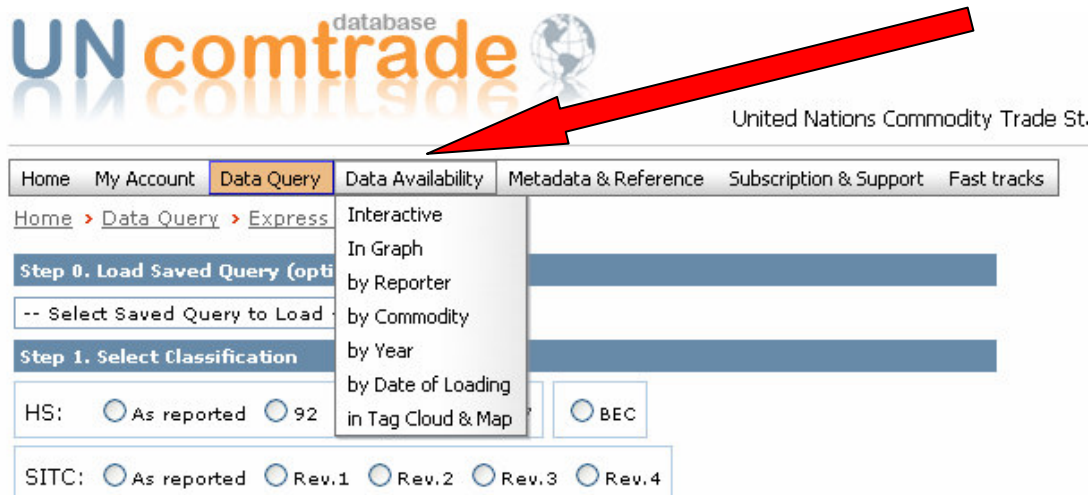 database
UN comtrade
United Nations Commodity Trade
Home My Account Data Query Data Availability Metadata & Reference Subscription & Support Fast tracks
Home > Data Query > Express
Interactive
In Graph
by Reporter
by Commodity
by Year
by Date of Loading
in Tag Cloud & Map
Step 0. Load Saved Query
-- Select Saved Query to Load
Step 1. Select Classification
HS: As reported 92 BEC
SITC: As reported Rev.1 Rev.2 Rev.3 Rev.4